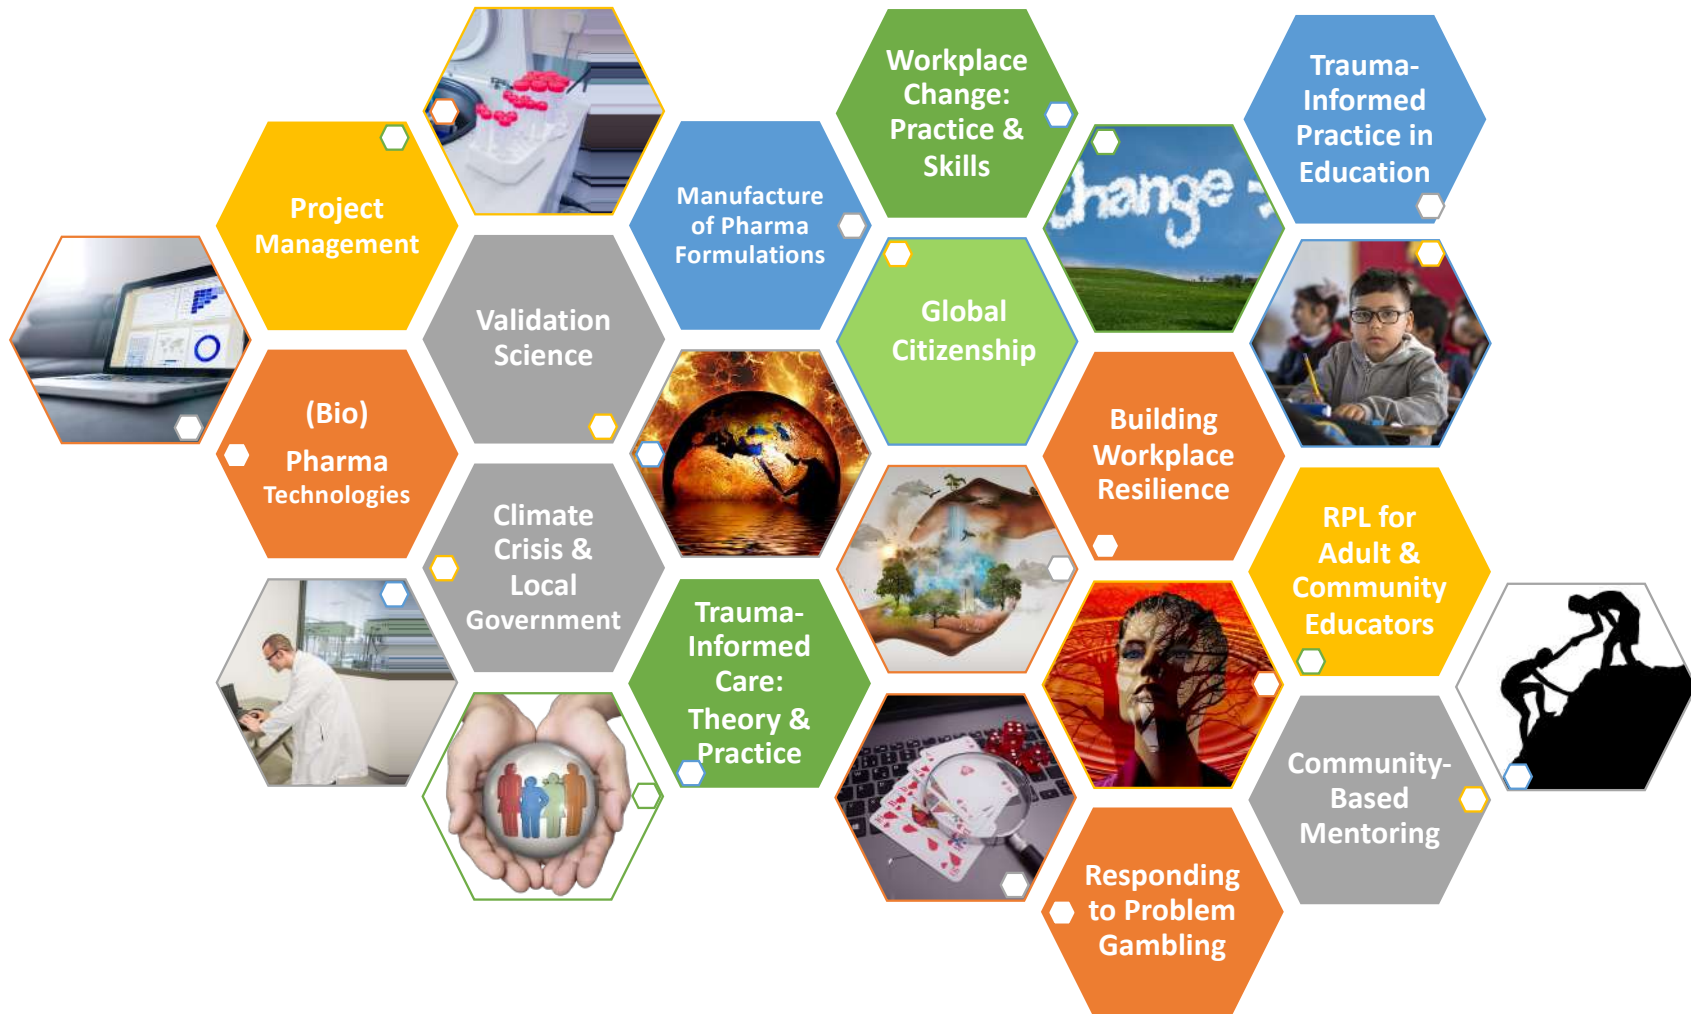 Workplace
Change:
Practice &
Skills
Trauma-
Informed
Practice in
Education
Project
Management
Manufacture
of Pharma
Formulations
change =
Validation
Science
Global
Citizenship
(Bio)
Pharma
Technologies
Building
Workplace
Resilience
Climate
Crisis &
Local
Government
RPL for
Adult &
Community
Educators
Trauma-
Informed
Care:
Theory &
Practice
Community-
Based
Mentoring
Responding
to Problem
Gambling